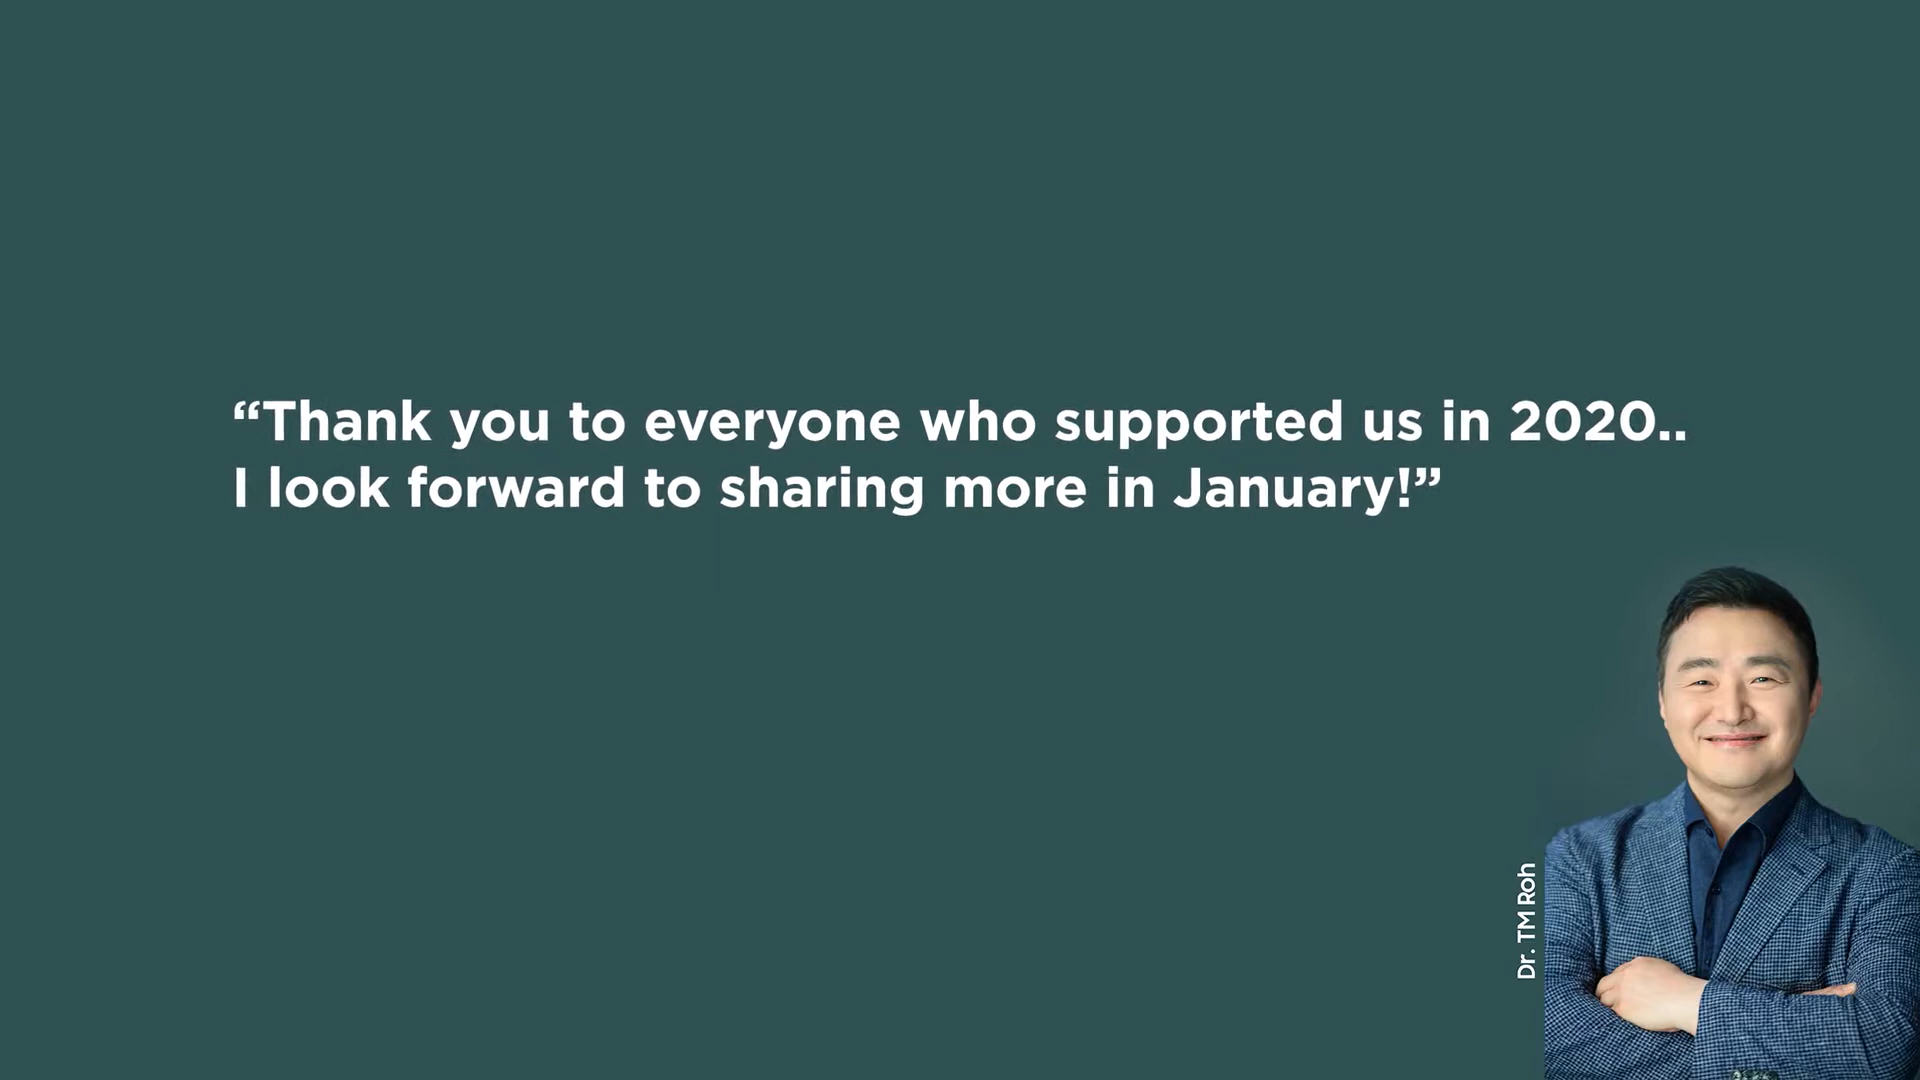 “Thank you to everyone who supported us in 2020..
I look forward to sharing more in January!”
Dr. TM Roh